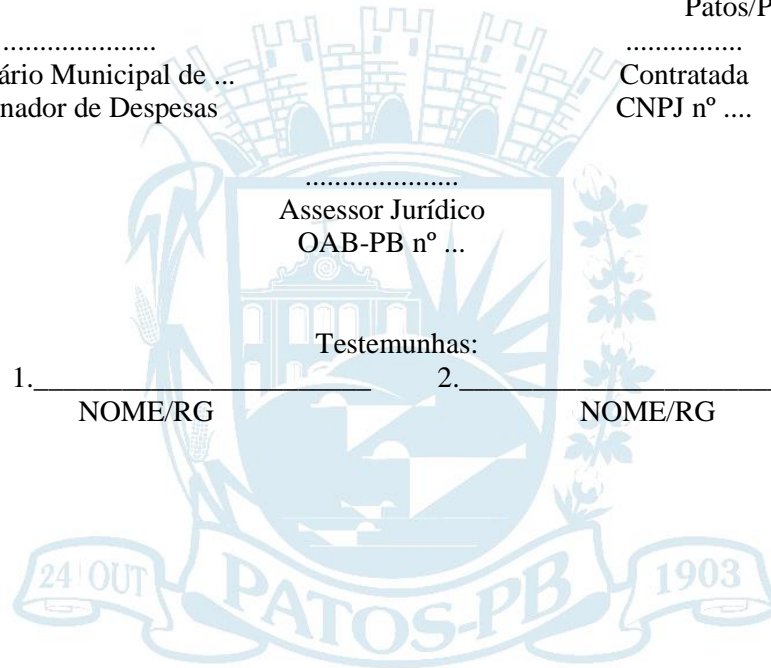 Patos/P
..................... ...............
ário Municipal de ... Contratada
nador de Despesas CNPJ nº ....
.....................
Assessor Jurídico
OAB-PB nº ...
Testemunhas:
1._______________________ 2._____________________
NOME/RG NOME/RG
24 OUT PATOS-PB 1903